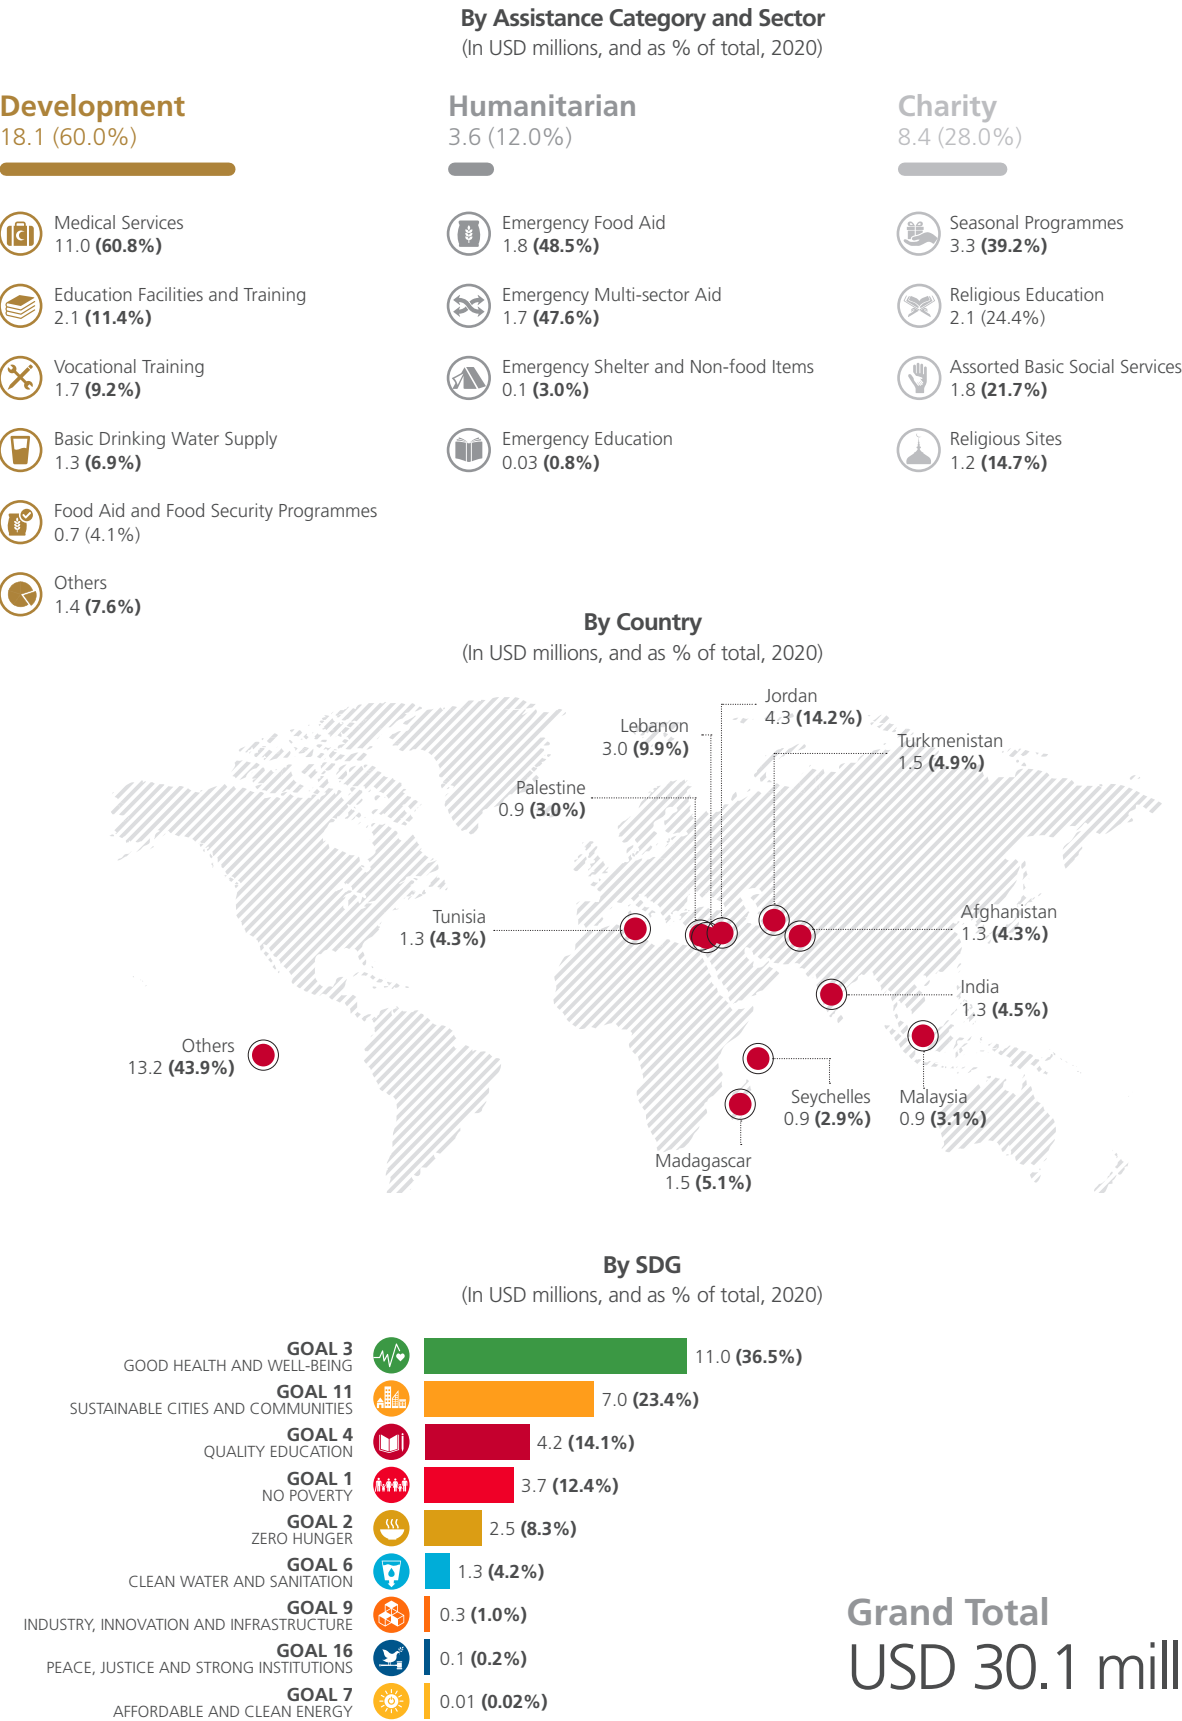 By Assistance Category and Sector
(In USD millions, and as % of total, 2020)
Development
18.1 (60.0%)
Medical Services
11.0 (60.8%)
Education Facilities and Training
2.1 (11.4%)
Vocational Training
1.7 (9.2%)
Basic Drinking Water Supply
1.3 (6.9%)
Food Aid and Food Security Programmes
0.7 (4.1%)
Others
1.4 (7.6%)
Humanitarian
3.6 (12.0%)
Emergency Food Aid
1.8 (48.5%)
Emergency Multi-sector Aid
1.7 (47.6%)
Emergency Shelter and Non-food Items
0.1 (3.0%)
Emergency Education
0.03 (0.8%)
Charity
8.4 (28.0%)
Seasonal Programmes
3.3 (39.2%)
Religious Education
2.1 (24.4%)
Assorted Basic Social Services
1.8 (21.7%)
Religious Sites
1.2 (14.7%)
By Country
(In USD millions, and as % of total, 2020)
Jordan
4.3 (14.2%)
Lebanon
3.0 (9.9%)
Turkmenistan
1.5 (4.9%)
Palestine
0.9 (3.0%)
Tunisia
1.3 (4.3%)
Afghanistan
1.3 (4.3%)
India
1.3 (4.5%)
Others
13.2 (43.9%)
Seychelles
0.9 (2.9%)
Malaysia
0.9 (3.1%)
Madagascar
1.5 (5.1%)
By SDG
(In USD millions, and as % of total, 2020)
GOAL 3
GOOD HEALTH AND WELL-BEING
11.0 (36.5%)
GOAL 11
SUSTAINABLE CITIES AND COMMUNITIES
7.0 (23.4%)
GOAL 4
QUALITY EDUCATION
4.2 (14.1%)
GOAL 1
NO POVERTY
3.7 (12.4%)
GOAL 2
ZERO HUNGER
2.5 (8.3%)
GOAL 6
CLEAN WATER AND SANITATION
1.3 (4.2%)
GOAL 9
INDUSTRY, INNOVATION AND INFRASTRUCTURE
0.3 (1.0%)
GOAL 16
PEACE, JUSTICE AND STRONG INSTITUTIONS
0.1 (0.2%)
GOAL 7
AFFORDABLE AND CLEAN ENERGY
0.01 (0.02%)
Grand Total
USD 30.1 mill